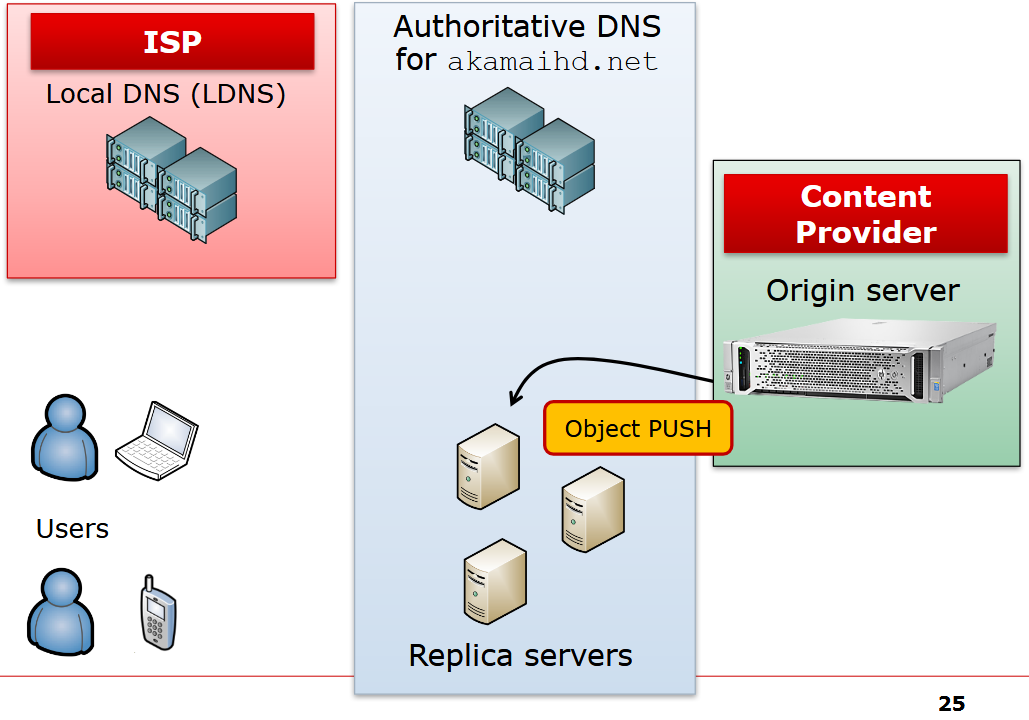 ISP
Local DNS (LDNS)
Authoritative DNS
for akamaihd.net
Content
Provider
Origin server
Object PUSH
Users
Replica servers
25